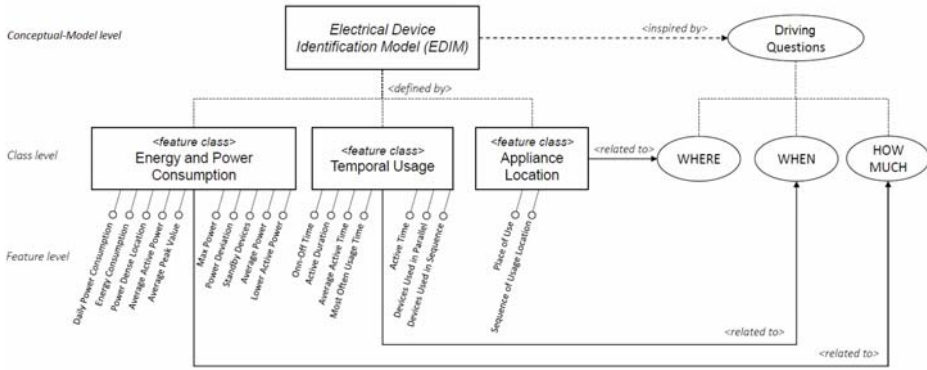 Conceptual-Model level
Electrical Device
Identification Model (EDIM)
<inspired by>
Driving
Questions
<defined by>
Class level
<feature class>
Energy and Power
Consumption
<feature class>
Temporal Usage
<feature class>
Appliance
Location
<related to>
WHERE
WHEN
HOW
MUCH
Feature level
Daily Power Consumption
Energy Consumption
Power Dense Location
Average Active Power
Average Peak Value
Max Power
Power Deviation
Standby Devices
Average Power
Lower Active Power
Onn-Off Time
Active Duration
Average Active Time
Most Often Usage Time
Active Time
Devices Used in Parallel
Devices Used in Sequence
Place of Use
Sequence of Usage Location
<related to>
<related to>